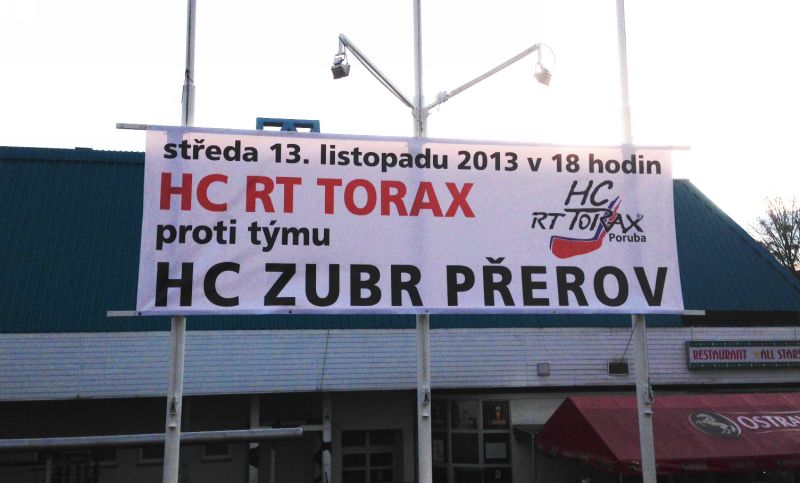 středa 13. listopadu 2013 v 18 hodin
HC RT TORAX
HC
RT TORAX
Poruba
proti týmu
HC ZUBR PŘEROV
RESTAURANT ALL STARS